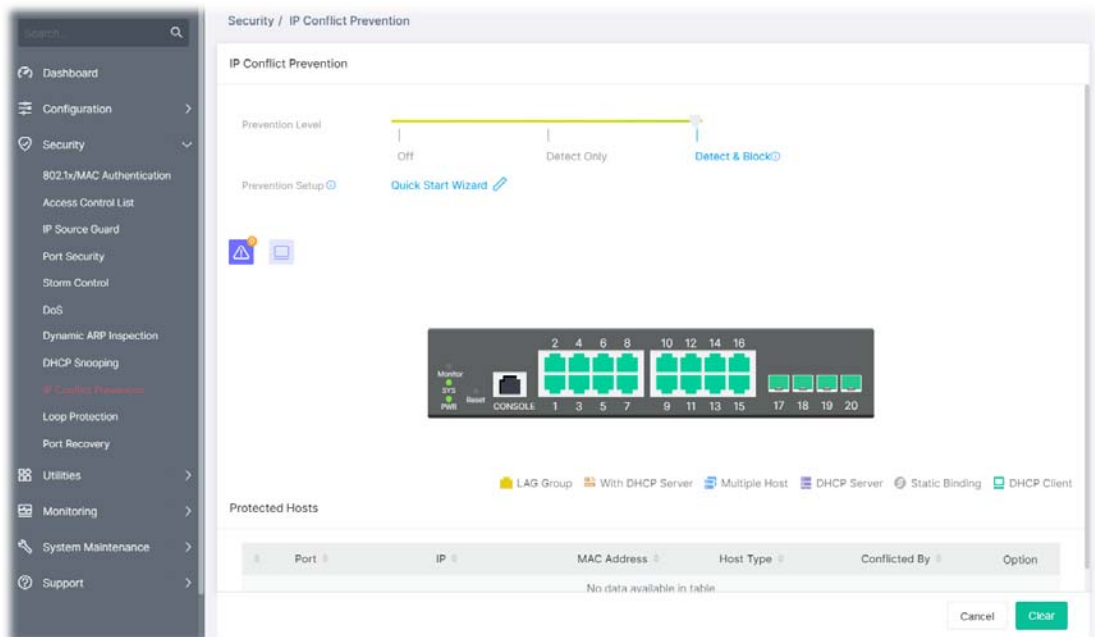 Search...
Dashboard
Configuration
Security
802.1x/MAC Authentication
Access Control List
IP Source Guard
Port Security
Storm Control
DoS
Dynamic ARP Inspection
DHCP Snooping
IP Conflict Prevention
Loop Protection
Port Recovery
Utilities
Monitoring
System Maintenance
Support
Security / IP Conflict Prevention
IP Conflict Prevention
Prevention Level
Off Detect Only Detect & Block
Prevention Setup Quick Start Wizard
2 4 6 8 10 12 14 16
Monitor
SYS
PWR Reset CONSOLE 1 3 5 7 9 11 13 15 17 18 19 20
LAG Group With DHCP Server Multiple Host DHCP Server Static Binding DHCP Client
Protected Hosts
Port IP MAC Address Host Type Conflicted By Option
No data available in table
Cancel Clear